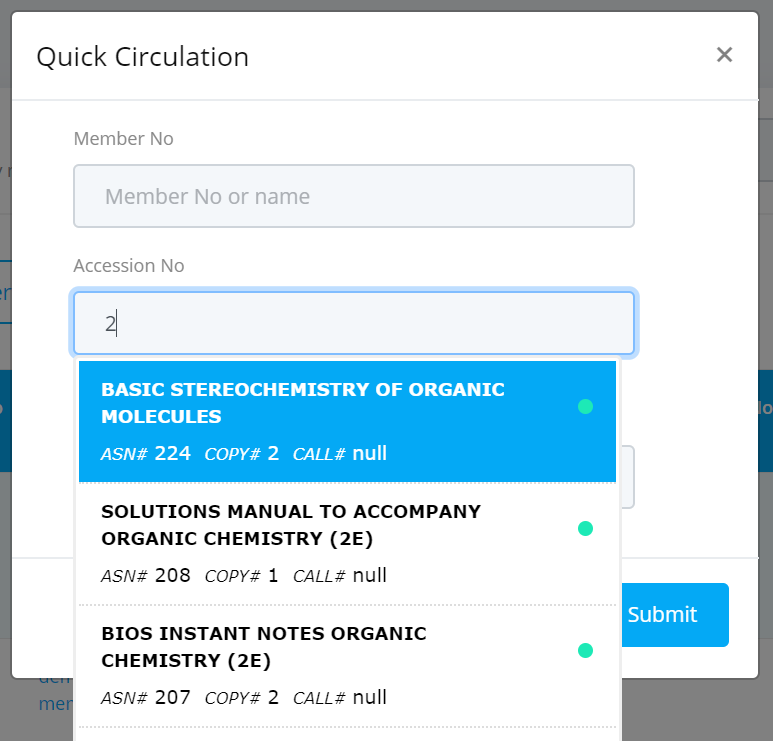 Quick Circulation
×
Member No
Member No or name
Accession No
2
BASIC STEREOCHEMISTRY OF ORGANIC
MOLECULES
ASN# 224 COPY# 2 CALL# null
SOLUTIONS MANUAL TO ACCOMPANY
ORGANIC CHEMISTRY (2E)
ASN# 208 COPY# 1 CALL# null
Submit
BIOS INSTANT NOTES ORGANIC
CHEMISTRY (2E)
ASN# 207 COPY# 2 CALL# null